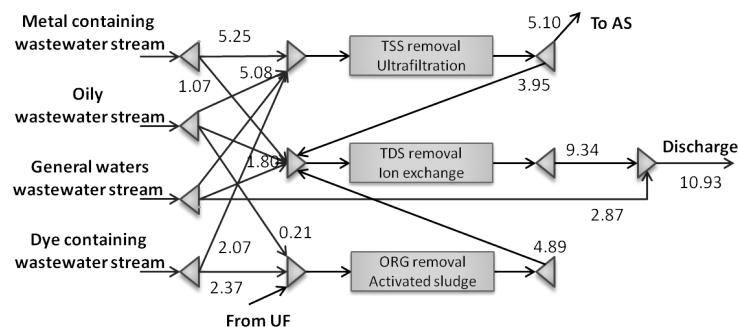 Metal containing
wastewater stream
5.25
1.07
5.08
TSS removal
Ultrafiltration
5.10
To AS
3.95
Oily
wastewater stream
General waters
wastewater stream
1.80
TDS removal
Ion exchange
9.34
Discharge
10.93
2.87
Dye containing
wastewater stream
2.07
0.21
2.37
ORG removal
Activated sludge
4.89
From UF